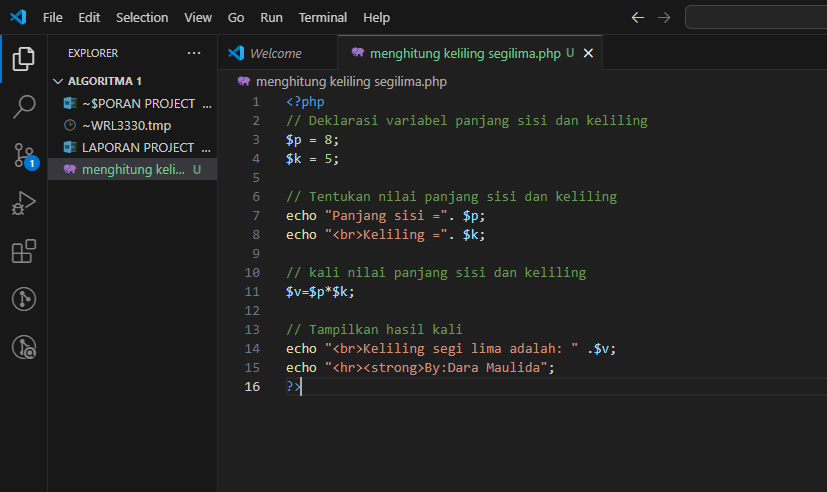 File Edit Selection View Go Run Terminal Help
EXPLORER
ALGORITMA 1
~$PORAN PROJECT ...
~WRL3330.tmp
LAPORAN PROJECT ...
menghitung keli... U
1
Welcome
menghitung keliling segilima.php U
menghitung keliling segilima.php
1 <?php
2 // Deklarasi variabel panjang sisi dan keliling
3 $p = 8;
4 $k = 5;
5
6 // Tentukan nilai panjang sisi dan keliling
7 echo "Panjang sisi =". $p;
8 echo "<br>Keliling =". $k;
9
10 // kali nilai panjang sisi dan keliling
11 $v=$p*$k;
12
13 // Tampilkan hasil kali
14 echo "<br>Keliling segi lima adalah: " .$v;
15 echo "<hr><strong>By:Dara Maulida";
16 ?>